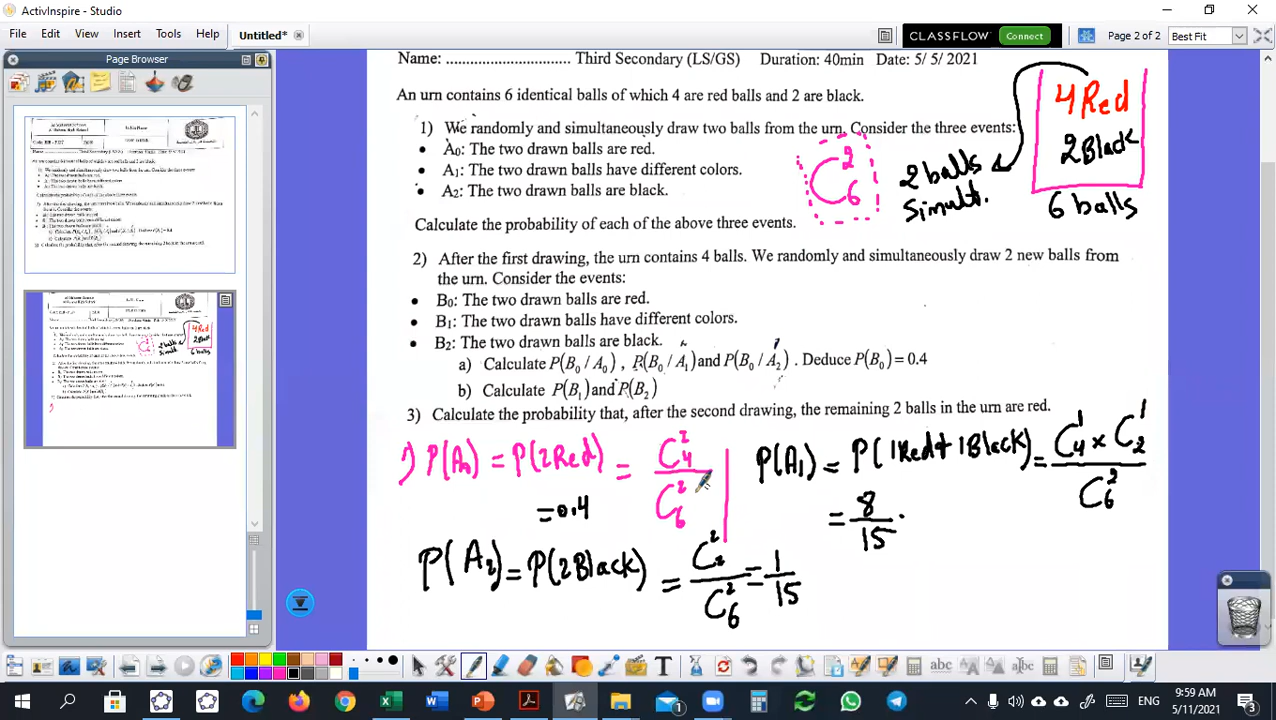 ActivInspire - Studio
File Edit View Insert Tools Help Untitled*
CLASSFLOW Connect Page 2 of 2 Best Fit
Page Browser
Name: .............................. Third Secondary (LS/GS) Duration: 40min Date: 5/ 5/ 2021
An urn contains 6 identical balls of which 4 are red balls and 2 are black.
1) We randomly and simultaneously draw two balls from the urn. Consider the three events:
• A0: The two drawn balls are red.
• A1: The two drawn balls have different colors.
• A2: The two drawn balls are black.
Calculate the probability of each of the above three events.
C₆²
2 balls
Simult.
4Red
2Black
6 balls
2) After the first drawing, the urn contains 4 balls. We randomly and simultaneously draw 2 new balls from
the urn. Consider the events:
• B0: The two drawn balls are red.
• B1: The two drawn balls have different colors.
• B2: The two drawn balls are black.
a) Calculate P(B₀ / A₀) , P(B₀ / A₁) and P(B₀ / A₂) . Deduce P(B₀) = 0.4
b) Calculate P(B₁) and P(B₂)
3) Calculate the probability that, after the second drawing, the remaining 2 balls in the urn are red.
1) P(A₀) = P(2Red) = C₄² / C₆²
= 0.4
P(A₁) = P(1Red + 1Black) = C₄¹ × C₂¹ / C₆²
= 8/15.
P(A₂) = P(2Black) = C₂² / C₆² = 1/15
ENG
9:59 AM
5/11/2021